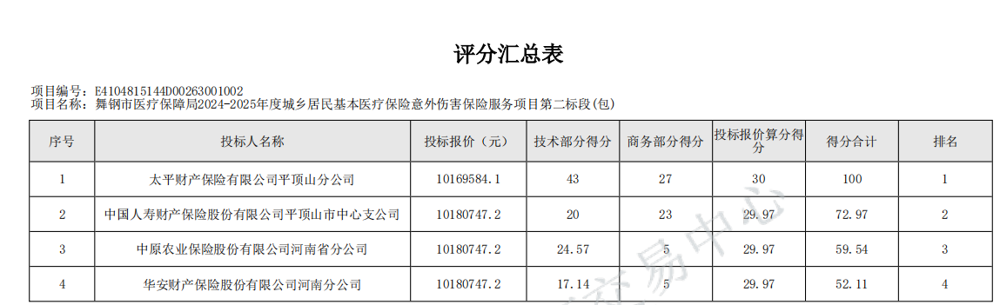 评分汇总表
项目编号: E4104815144D00263001002
项目名称: 舞钢市医疗保障局2024-2025年度城乡居民基本医疗保险意外伤害保险服务项目第二标段(包)
序号 投标人名称 投标报价（元） 技术部分得分 商务部分得分 投标报价算分得分 得分合计 排名
1 太平财产保险有限公司平顶山分公司 10169584.1 43 27 30 100 1
2 中国人寿财产保险股份有限公司平顶山市中心支公司 10180747.2 20 23 29.97 72.97 2
3 中原农业保险股份有限公司河南省分公司 10180747.2 24.57 5 29.97 59.54 3
4 华安财产保险股份有限公司河南分公司 10180747.2 17.14 5 29.97 52.11 4
交易中心